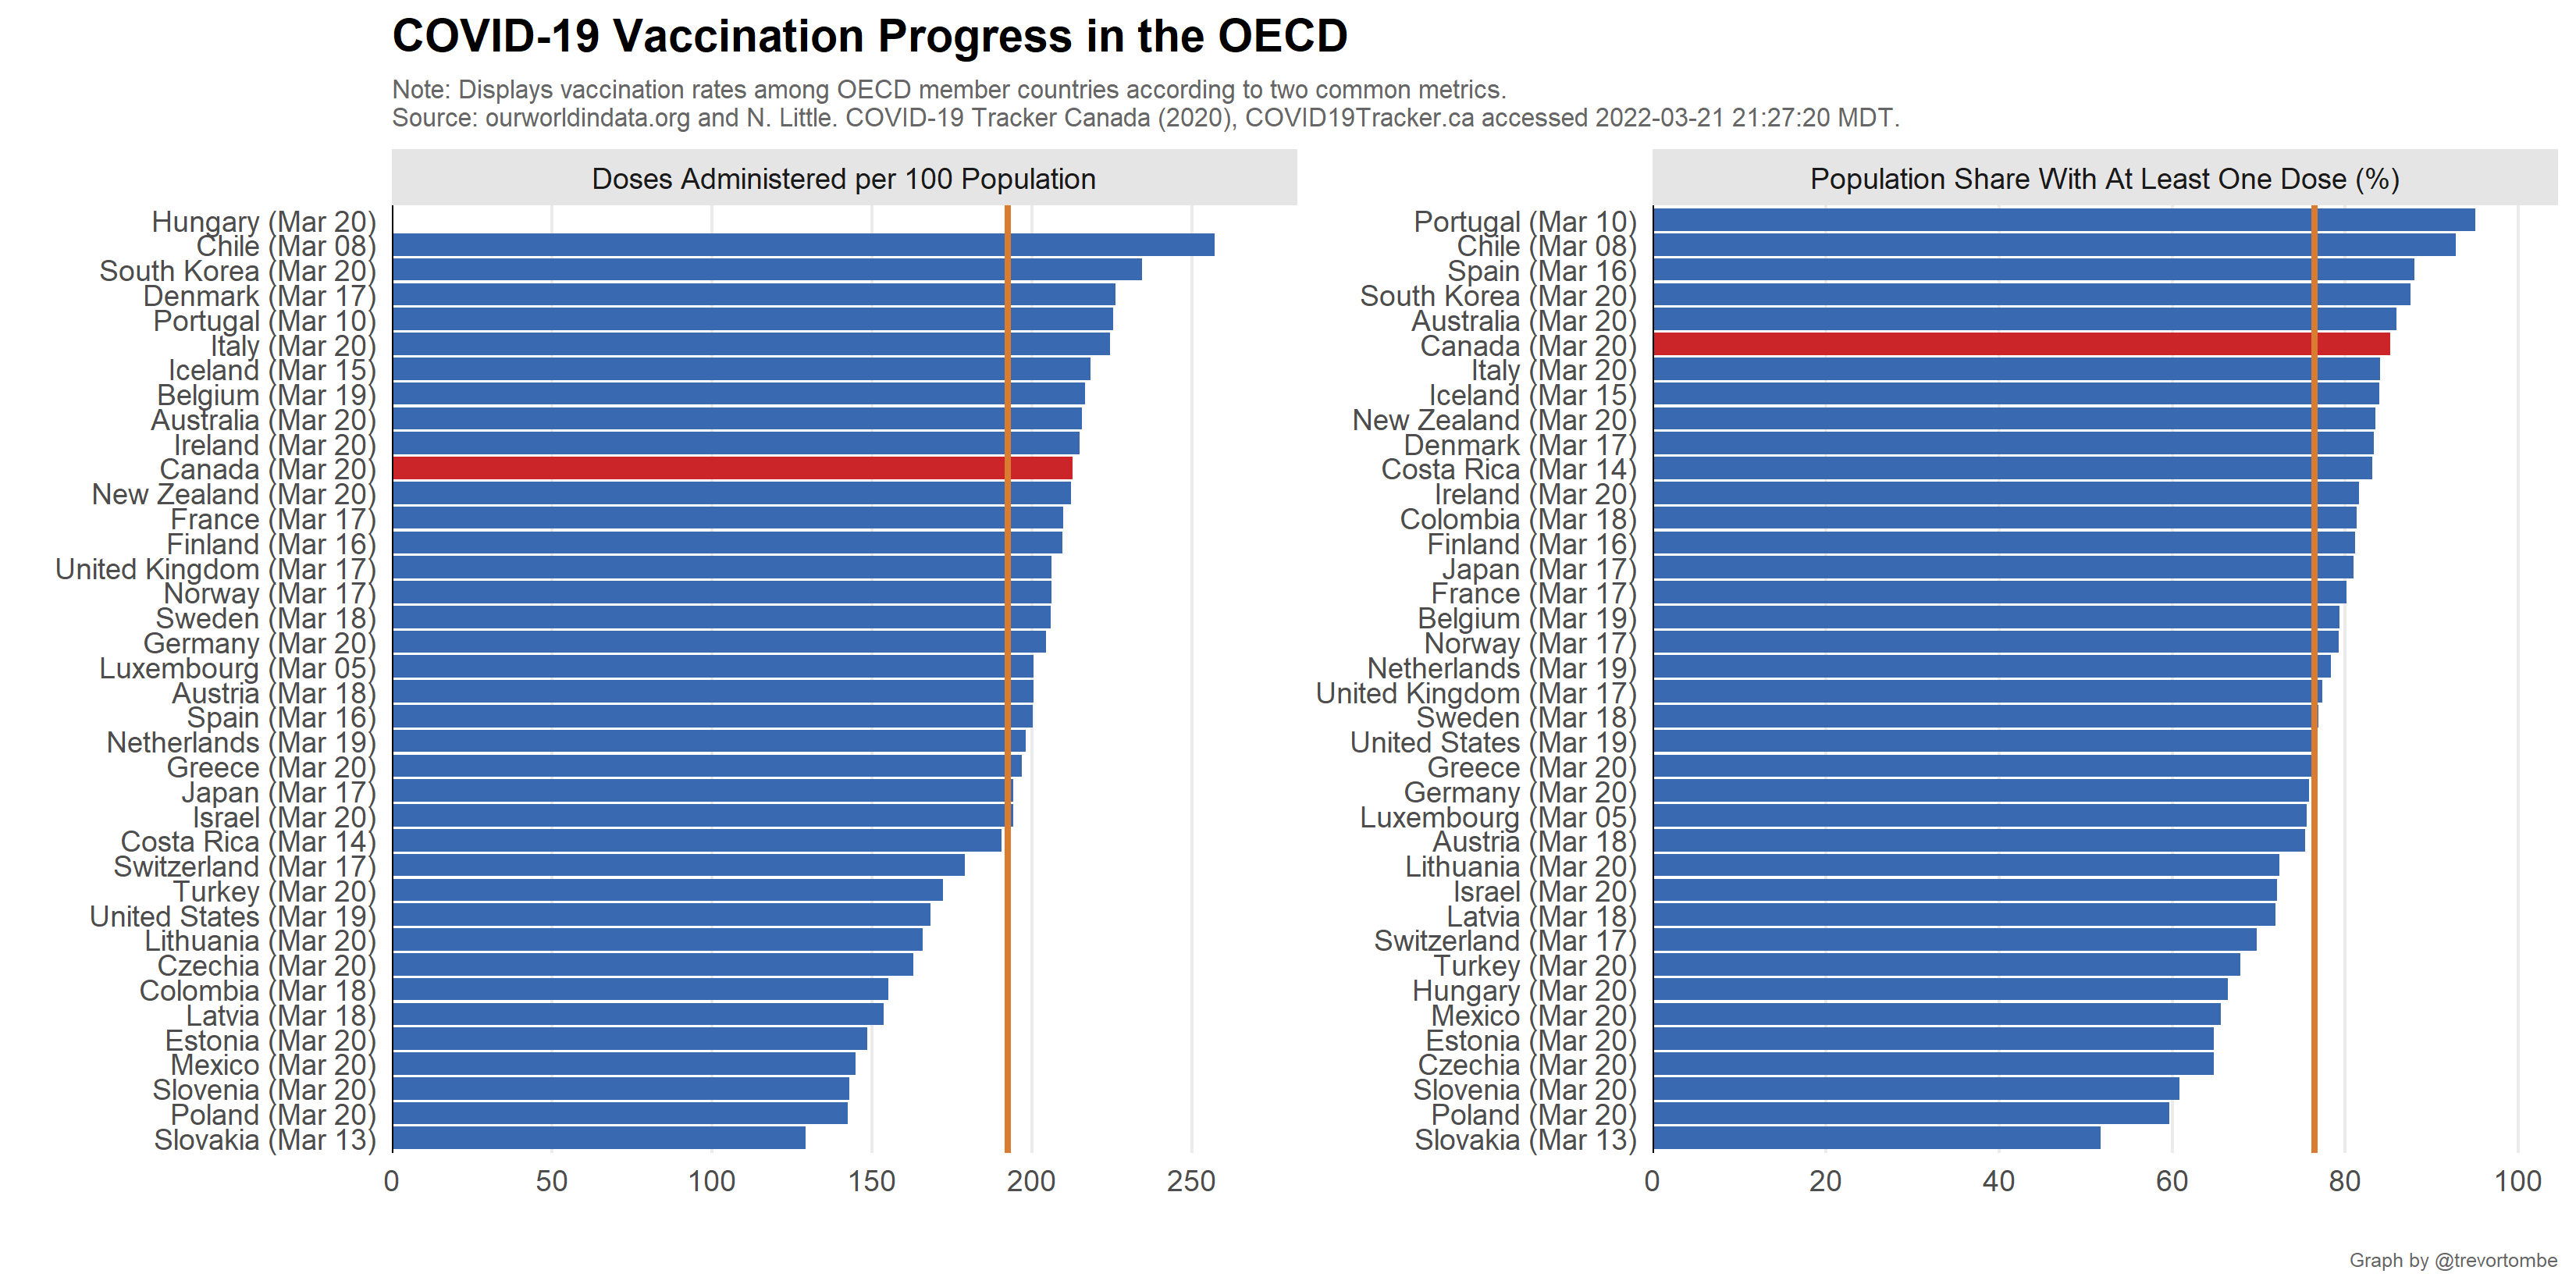 COVID-19 Vaccination Progress in the OECD
Note: Displays vaccination rates among OECD member countries according to two common metrics.
Source: ourworldindata.org and N. Little. COVID-19 Tracker Canada (2020), COVID19Tracker.ca accessed 2022-03-21 21:27:20 MDT.
Doses Administered per 100 Population
Hungary (Mar 20)
Chile (Mar 08)
South Korea (Mar 20)
Denmark (Mar 17)
Portugal (Mar 10)
Italy (Mar 20)
Iceland (Mar 15)
Belgium (Mar 19)
Australia (Mar 20)
Ireland (Mar 20)
Canada (Mar 20)
New Zealand (Mar 20)
France (Mar 17)
Finland (Mar 16)
United Kingdom (Mar 17)
Norway (Mar 17)
Sweden (Mar 18)
Germany (Mar 20)
Luxembourg (Mar 05)
Austria (Mar 18)
Spain (Mar 16)
Netherlands (Mar 19)
Greece (Mar 20)
Japan (Mar 17)
Israel (Mar 20)
Costa Rica (Mar 14)
Switzerland (Mar 17)
Turkey (Mar 20)
United States (Mar 19)
Lithuania (Mar 20)
Czechia (Mar 20)
Colombia (Mar 18)
Latvia (Mar 18)
Estonia (Mar 20)
Mexico (Mar 20)
Slovenia (Mar 20)
Poland (Mar 20)
Slovakia (Mar 13)
0 50 100 150 200 250
Population Share With At Least One Dose (%)
Portugal (Mar 10)
Chile (Mar 08)
Spain (Mar 16)
South Korea (Mar 20)
Australia (Mar 20)
Canada (Mar 20)
Italy (Mar 20)
Iceland (Mar 15)
New Zealand (Mar 20)
Denmark (Mar 17)
Costa Rica (Mar 14)
Ireland (Mar 20)
Colombia (Mar 18)
Finland (Mar 16)
Japan (Mar 17)
France (Mar 17)
Belgium (Mar 19)
Norway (Mar 17)
Netherlands (Mar 19)
United Kingdom (Mar 17)
Sweden (Mar 18)
United States (Mar 19)
Greece (Mar 20)
Germany (Mar 20)
Luxembourg (Mar 05)
Austria (Mar 18)
Lithuania (Mar 20)
Israel (Mar 20)
Latvia (Mar 18)
Switzerland (Mar 17)
Turkey (Mar 20)
Hungary (Mar 20)
Mexico (Mar 20)
Estonia (Mar 20)
Czechia (Mar 20)
Slovenia (Mar 20)
Poland (Mar 20)
Slovakia (Mar 13)
0 20 40 60 80 100
Graph by @trevortombe